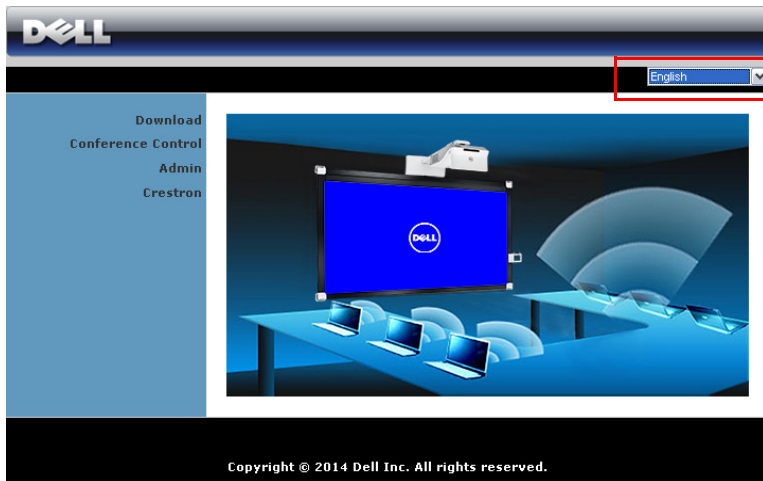 DELL
English
Download
Conference Control
Admin
Crestron
DELL
Copyright © 2014 Dell Inc. All rights reserved.